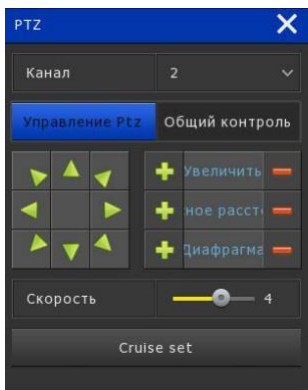 PTZ
Канал 2
Управление Ptz Общий контроль
Увеличить
ное расст
Диафрагма
Скорость 4
Cruise set